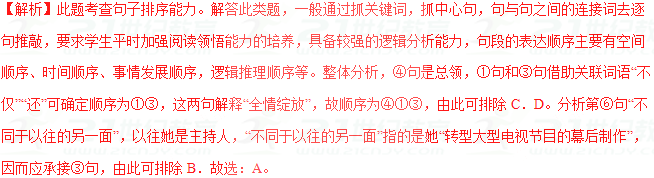 【解析】此题考查句子排序能力。解答此类题，一般通过抓关键词，抓中心句，句与句之间的连接词去逐
句推敲，要求学生平时加强阅读领悟能力的培养，具备较强的逻辑分析能力，句段的表达顺序主要有空间
顺序、时间顺序、事情发展顺序，逻辑推理顺序等。整体分析，④句是总领，①句和③句借助关联词语“不
仅”“还”可确定顺序为①③，这两句解释“全情绽放”，故顺序为④①③，由此可排除 C．D。分析第⑥句“不
同于以往的另一面”，以往她是主持人，“不同于以往的另一面”指的是她“转型大型电视节目的幕后制作”，
因而应承接③句，由此可排除 B．故选：A。